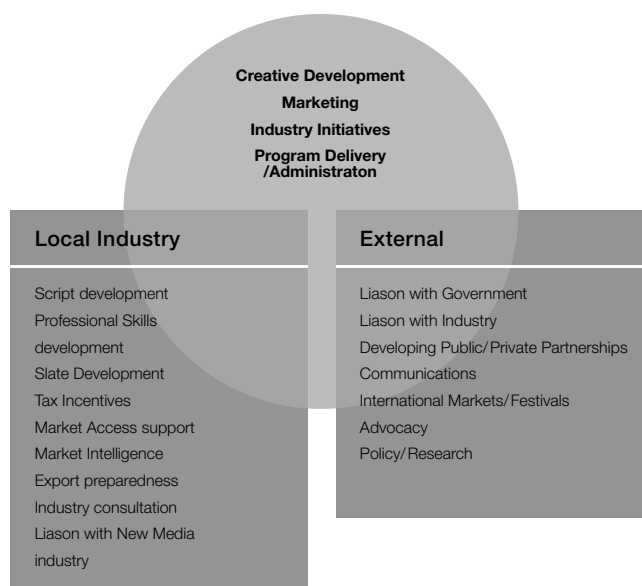 Creative Development
Marketing
Industry Initiatives
Program Delivery
/Administraton
Local Industry
Script development
Professional Skills
development
Slate Development
Tax Incentives
Market Access support
Market Intelligence
Export preparedness
Industry consultation
Liason with New Media
industry
External
Liason with Government
Liason with Industry
Developing Public/Private Partnerships
Communications
International Markets/Festivals
Advocacy
Policy/Research